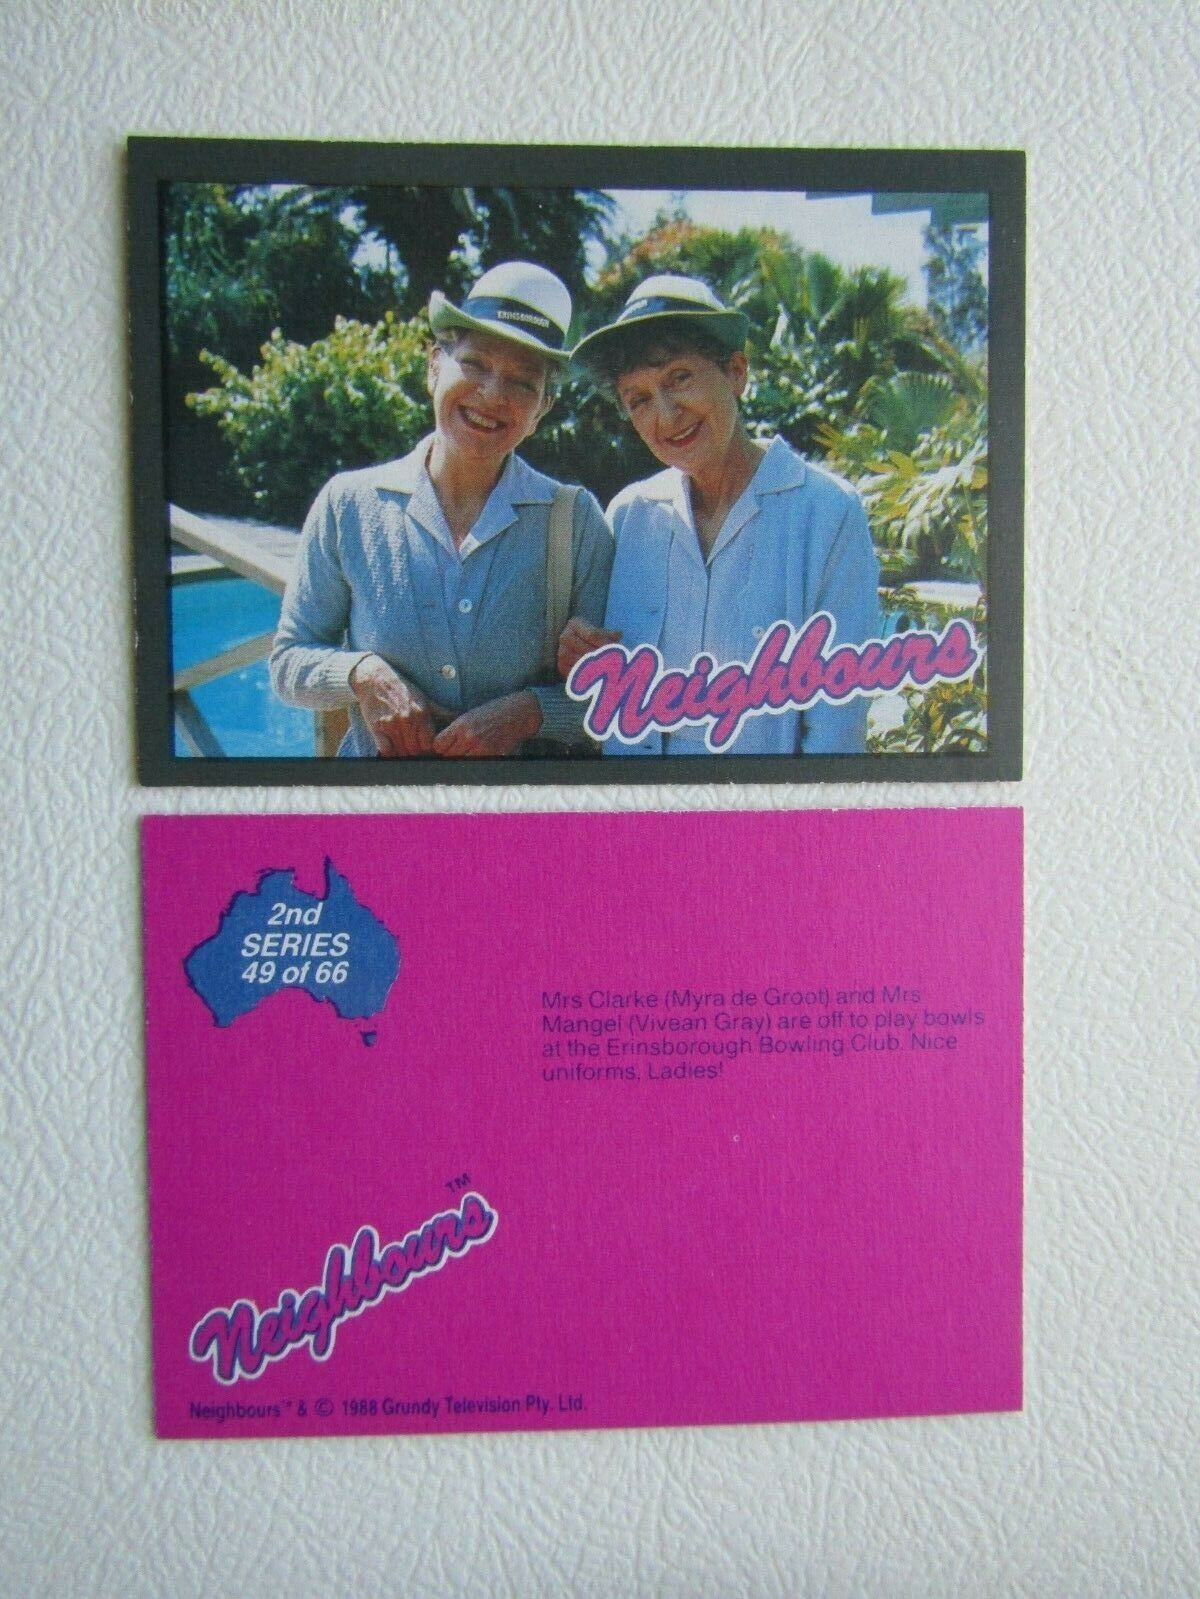 ERINSBOROUGH
Neighbours
2nd
SERIES
49 of 66
Mrs Clarke (Myra de Groot) and Mrs
Mangel (Vivean Gray) are off to play bowls
at the Erinsborough Bowling Club. Nice
uniforms, Ladies!
Neighbours™
Neighbours™ & © 1988 Grundy Television Pty. Ltd.